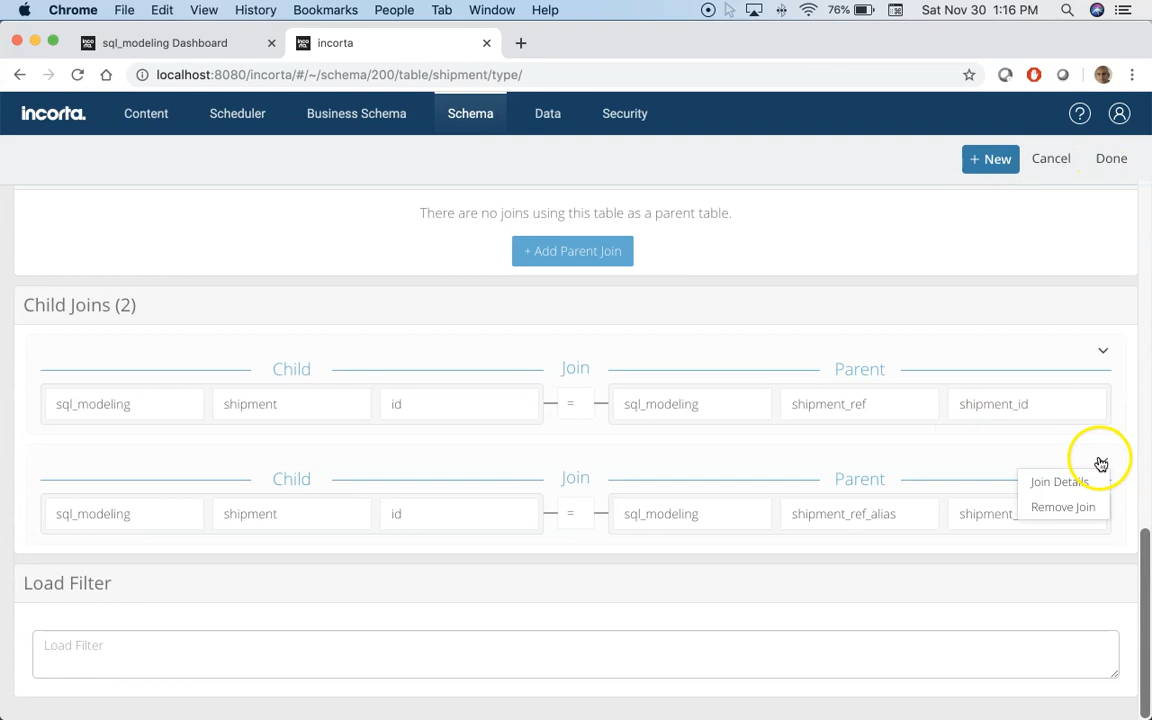 Chrome File Edit View History Bookmarks People Tab Window Help 76% Sat Nov 30 1:16 PM
sql_modeling Dashboard incorta
localhost:8080/incorta/#/~/schema/200/table/shipment/type/
incorta. Content Scheduler Business Schema Schema Data Security
+ New Cancel Done
There are no joins using this table as a parent table.
+ Add Parent Join
Child Joins (2)
Child Join Parent
sql_modeling shipment id = sql_modeling shipment_ref shipment_id
Child Join Parent
Join Details
sql_modeling shipment id = sql_modeling shipment_ref_alias shipment_
Remove Join
Load Filter
Load Filter